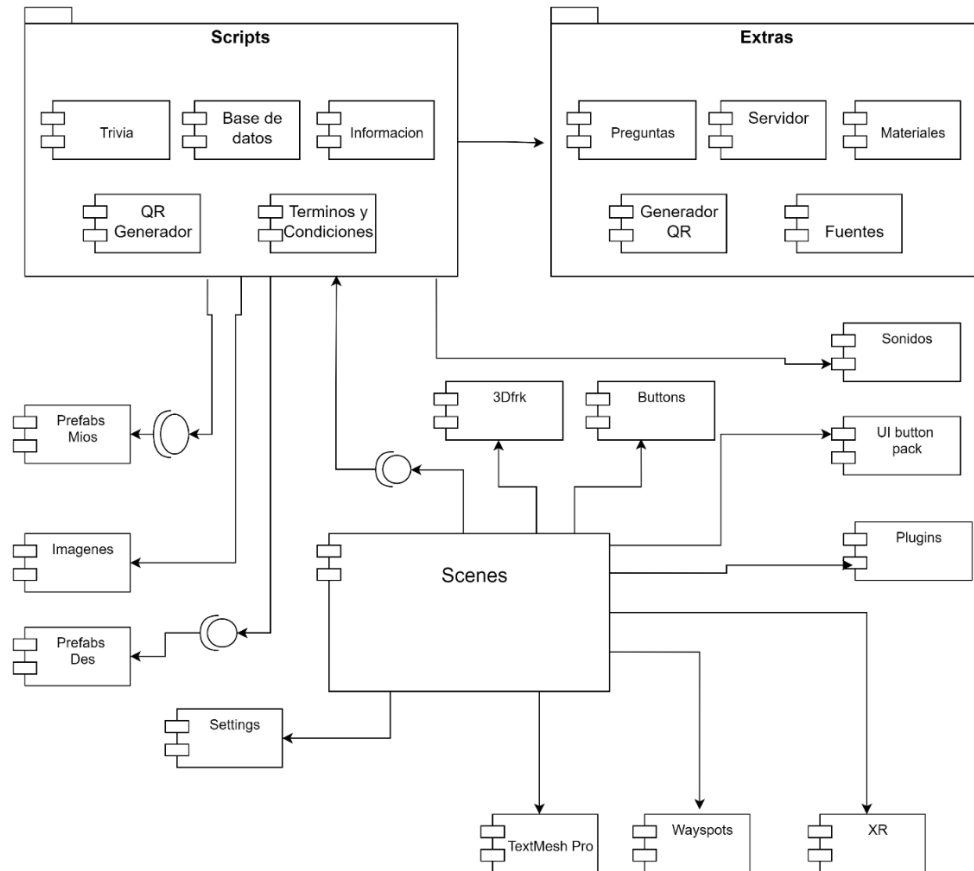 Scripts
Extras
Trivia
Base de
datos
Informacion
Preguntas
Servidor
Materiales
QR
Generador
Terminos y
Condiciones
Generador
QR
Fuentes
Sonidos
3Dfrk
Buttons
Prefabs
Mios
UI button
pack
Imagenes
Scenes
Plugins
Prefabs
Des
Settings
TextMesh Pro
Wayspots
XR